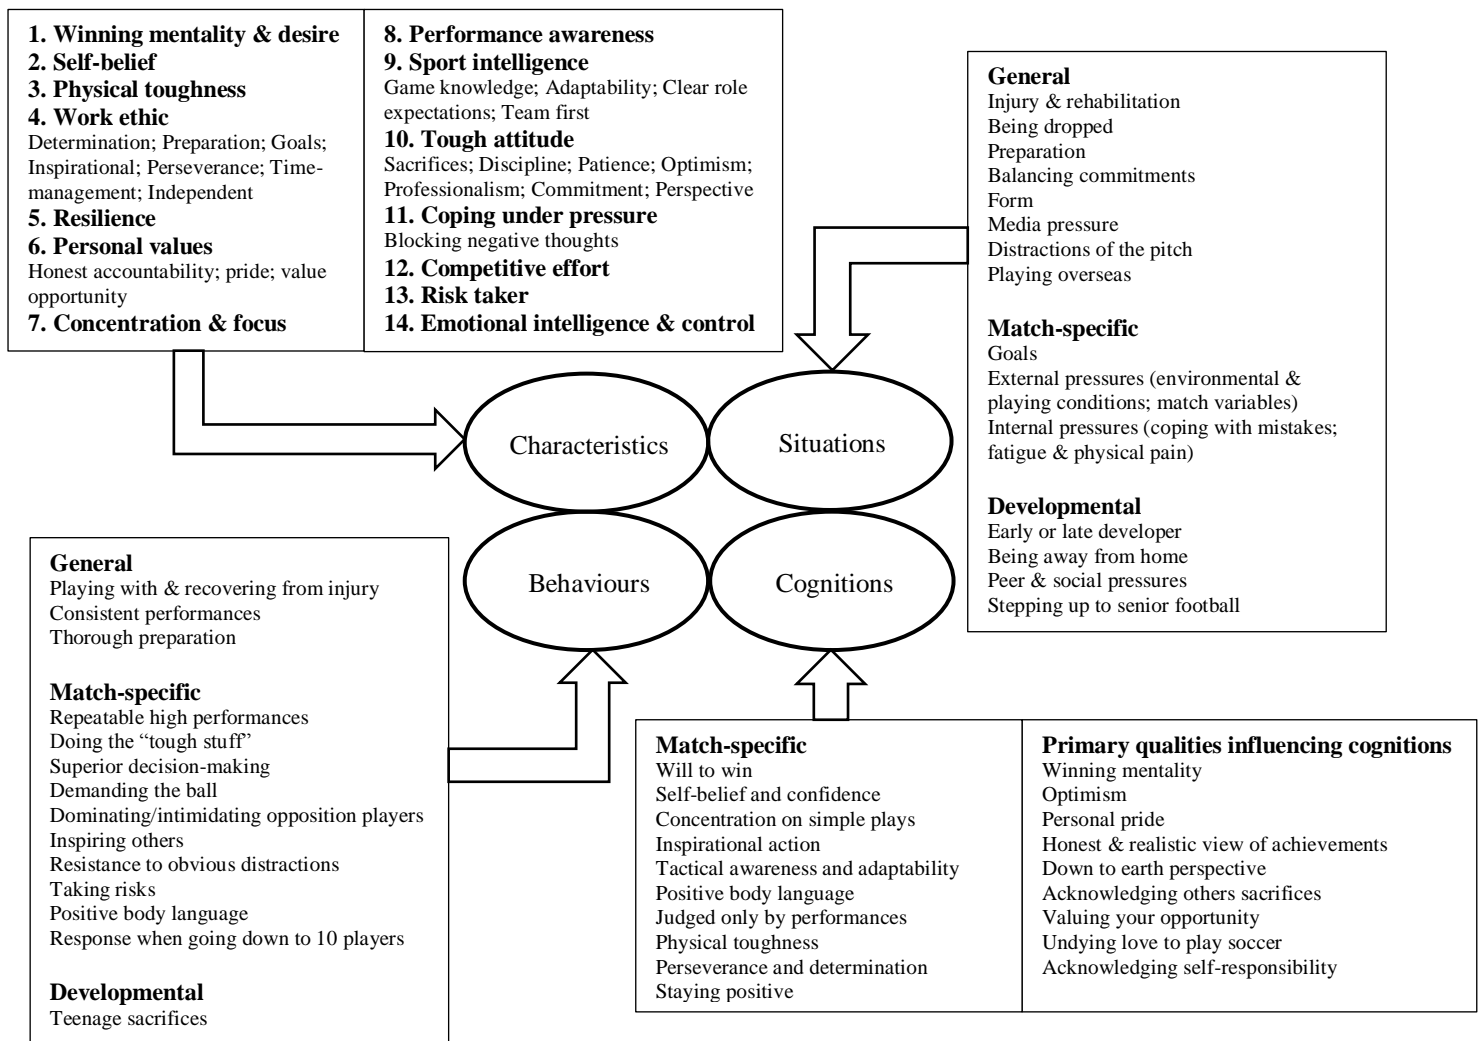 1. Winning mentality & desire
2. Self-belief
3. Physical toughness
4. Work ethic
Determination; Preparation; Goals;
Inspirational; Perseverance; Time-
management; Independent
5. Resilience
6. Personal values
Honest accountability; pride; value
opportunity
7. Concentration & focus
8. Performance awareness
9. Sport intelligence
Game knowledge; Adaptability; Clear role
expectations; Team first
10. Tough attitude
Sacrifices; Discipline; Patience; Optimism;
Professionalism; Commitment; Perspective
11. Coping under pressure
Blocking negative thoughts
12. Competitive effort
13. Risk taker
14. Emotional intelligence & control
General
Injury & rehabilitation
Being dropped
Preparation
Balancing commitments
Form
Media pressure
Distractions of the pitch
Playing overseas
Match-specific
Goals
External pressures (environmental &
playing conditions; match variables)
Internal pressures (coping with mistakes;
fatigue & physical pain)
Developmental
Early or late developer
Being away from home
Peer & social pressures
Stepping up to senior football
Characteristics
Situations
Behaviours
Cognitions
General
Playing with & recovering from injury
Consistent performances
Thorough preparation
Match-specific
Repeatable high performances
Doing the “tough stuff”
Superior decision-making
Demanding the ball
Dominating/intimidating opposition players
Inspiring others
Resistance to obvious distractions
Taking risks
Positive body language
Response when going down to 10 players
Developmental
Teenage sacrifices
Match-specific
Will to win
Self-belief and confidence
Concentration on simple plays
Inspirational action
Tactical awareness and adaptability
Positive body language
Judged only by performances
Physical toughness
Perseverance and determination
Staying positive
Primary qualities influencing cognitions
Winning mentality
Optimism
Personal pride
Honest & realistic view of achievements
Down to earth perspective
Acknowledging others sacrifices
Valuing your opportunity
Undying love to play soccer
Acknowledging self-responsibility